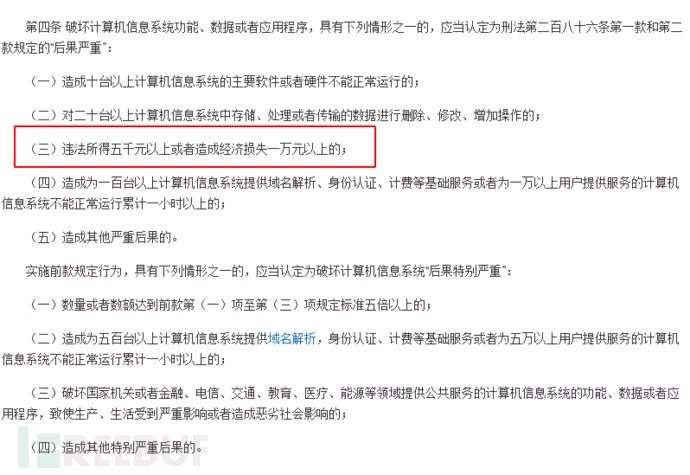 第四条 破坏计算机信息系统功能、数据或者应用程序，具有下列情形之一的，应当认定为刑法第二百八十六条第一款和第二
款规定的“后果严重”：
（一）造成十台以上计算机信息系统的主要软件或者硬件不能正常运行的；
（二）对二十台以上计算机信息系统中存储、处理或者传输的数据进行删除、修改、增加操作的；
（三）违法所得五千元以上或者造成经济损失一万元以上的；
（四）造成为一百台以上计算机信息系统提供域名解析、身份认证、计费等基础服务或者为一万以上用户提供服务的计算机
信息系统不能正常运行累计一小时以上的；
（五）造成其他严重后果的。
实施前款规定行为，具有下列情形之一的，应当认定为破坏计算机信息系统“后果特别严重”：
（一）数量或者数额达到前款第（一）项至第（三）项规定标准五倍以上的；
（二）造成为五百台以上计算机信息系统提供域名解析，身份认证、计费等基础服务或者为五万以上用户提供服务的计算机
信息系统不能正常运行累计一小时以上的；
（三）破坏国家机关或者金融、电信、交通、教育、医疗、能源等领域提供公共服务的计算机信息系统的功能、数据或者应
用程序，致使生产、生活受到严重影响或者造成恶劣社会影响的；
（四）造成其他特别严重后果的。
FREEBUF